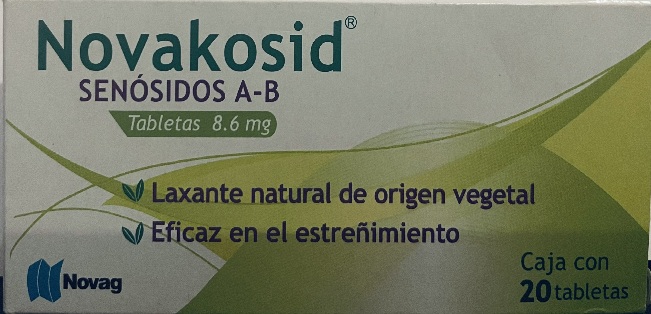 Novakosid®
SENÓSIDOS A-B
Tabletas 8.6 mg
Laxante natural de origen vegetal
Eficaz en el estreñimiento
Novag
Caja con
20 tabletas